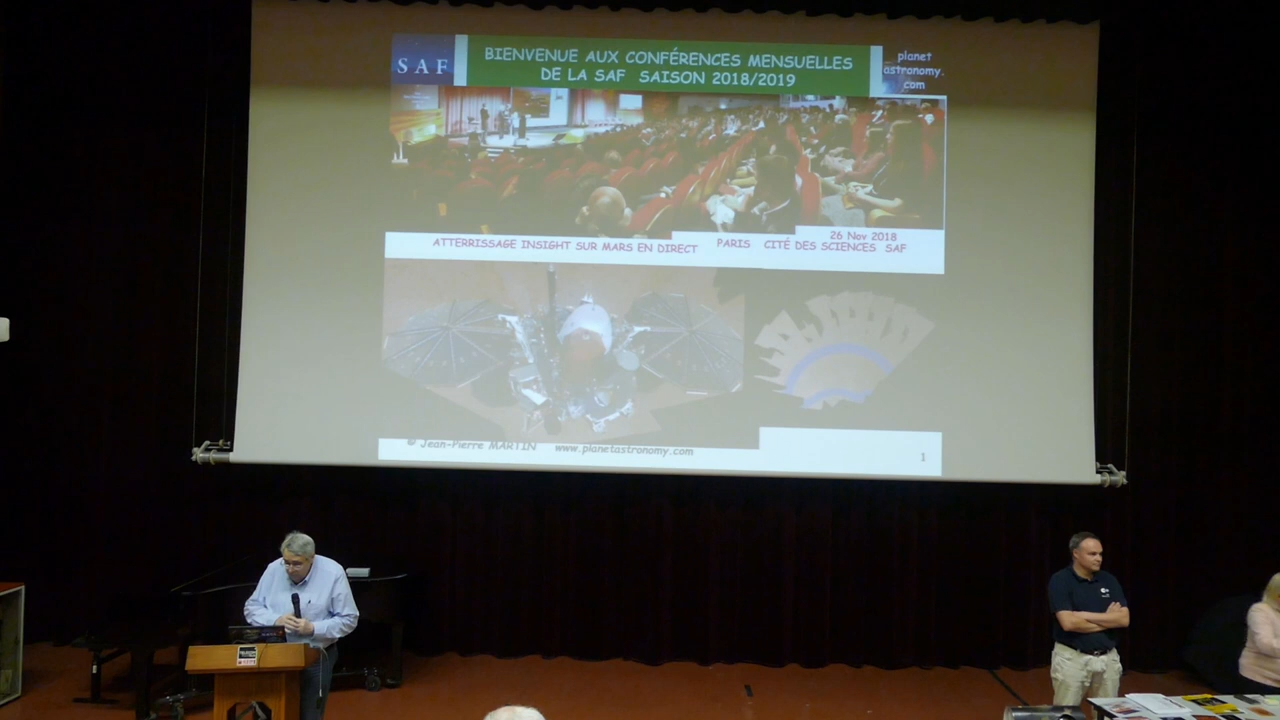 SAF
BIENVENUE AUX CONFÉRENCES MENSUELLES
DE LA SAF SAISON 2018/2019
planet
astronomy.
com
26 Nov 2018
ATTERRISSAGE INSIGHT SUR MARS EN DIRECT PARIS CITÉ DES SCIENCES SAF
© Jean-Pierre MARTIN www.planetastronomy.com
1